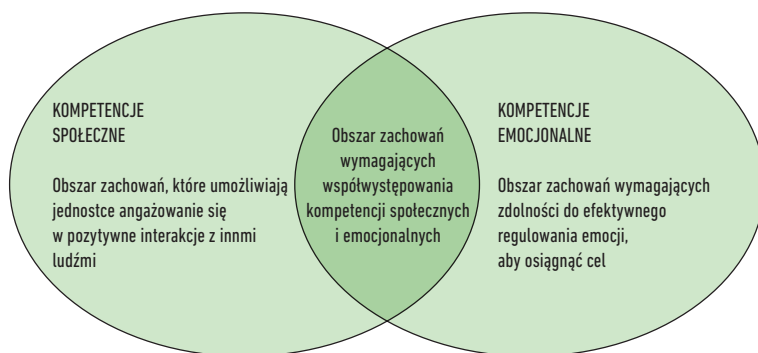 KOMPETENCJE
SPOŁECZNE
Obszar zachowań, które umożliwiają
jednostce angażowanie się
w pozytywne interakcje z innmi
ludźmi
Obszar zachowań
wymagających
współwystępowania
kompetencji społecznych
i emocjonalnych
KOMPETENCJE
EMOCJONALNE
Obszar zachowań wymagających
zdolności do efektywnego
regulowania emocji,
aby osiągnąć cel